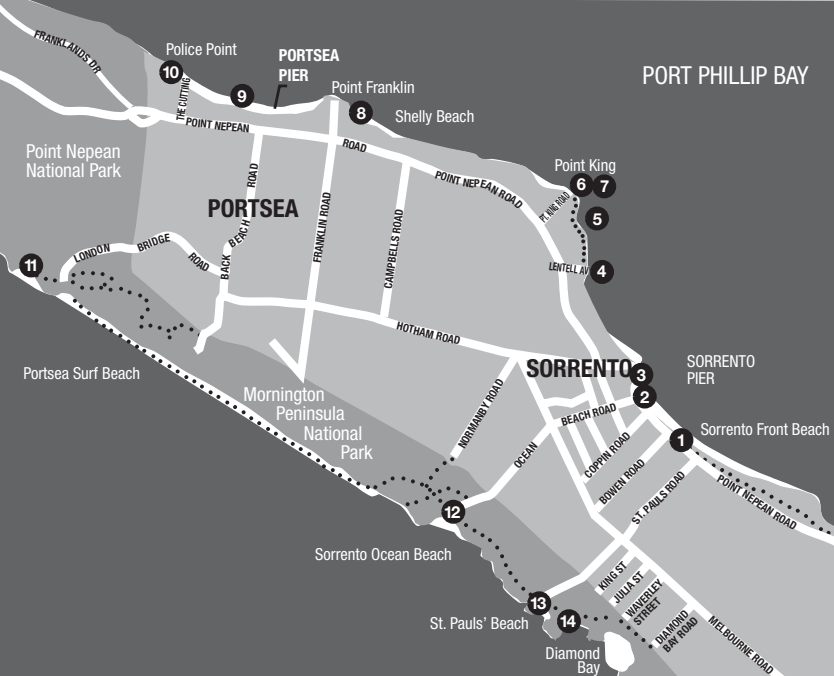 FRANKLANDS DR
Police Point
10
THE CUTTING
9
PORTSEA
PIER
Point Franklin
8
Shelly Beach
PORT PHILLIP BAY
POINT NEPEAN
ROAD
POINT NEPEAN ROAD
Point Nepean
National Park
Point King
6
7
PT. KING ROAD
5
LENTELL AV
4
PORTSEA
BACK BEACH ROAD
FRANKLIN ROAD
CAMPBELLS ROAD
11
LONDON BRIDGE ROAD
HOTHAM ROAD
Portsea Surf Beach
Mornington
Peninsula
National
Park
SORRENTO
3
2
SORRENTO
PIER
1
Sorrento Front Beach
NORMANBY ROAD
OCEAN
BEACH ROAD
COPPIN ROAD
BOWEN ROAD
ST. PAULS ROAD
POINT NEPEAN ROAD
12
Sorrento Ocean Beach
13
St. Pauls' Beach
14
Diamond
Bay
KING ST
JULIA ST
WAVERLEY
STREET
DIAMOND
BAY ROAD
MELBOURNE ROAD